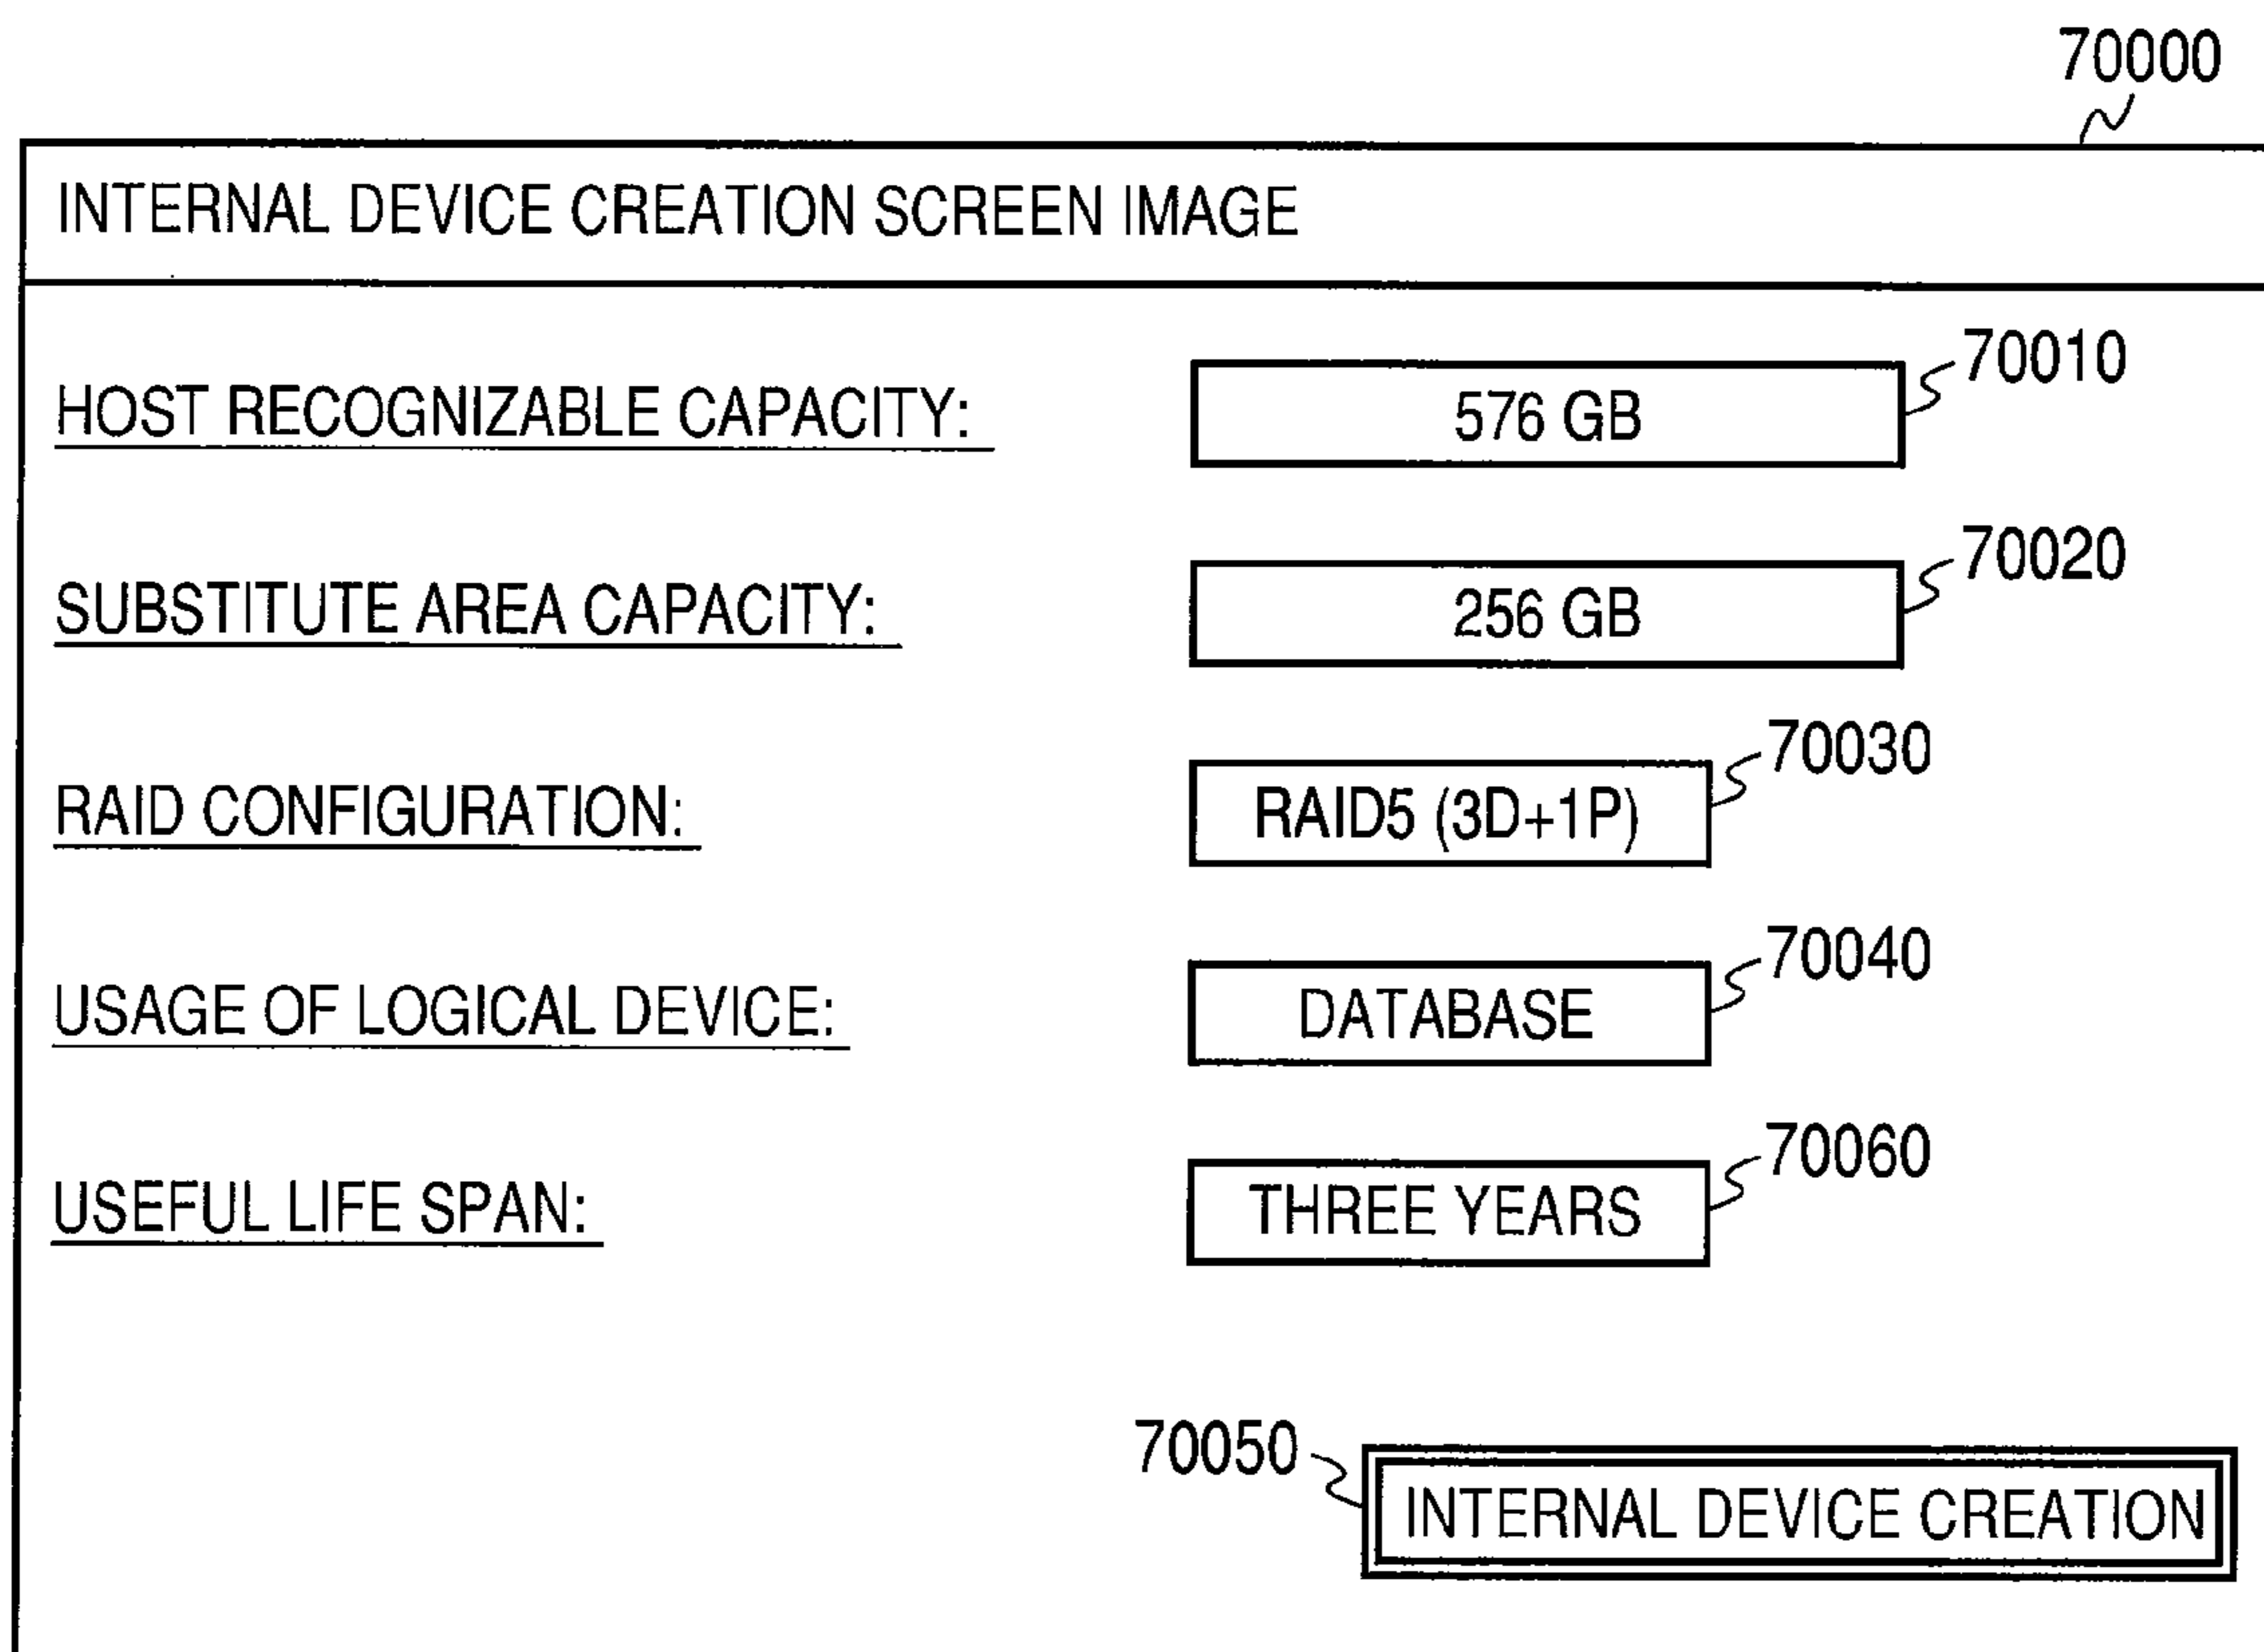 70000
INTERNAL DEVICE CREATION SCREEN IMAGE
HOST RECOGNIZABLE CAPACITY: 576 GB 70010
SUBSTITUTE AREA CAPACITY: 256 GB 70020
RAID CONFIGURATION: RAID5 (3D+1P) 70030
USAGE OF LOGICAL DEVICE: DATABASE 70040
USEFUL LIFE SPAN: THREE YEARS 70060
70050 INTERNAL DEVICE CREATION